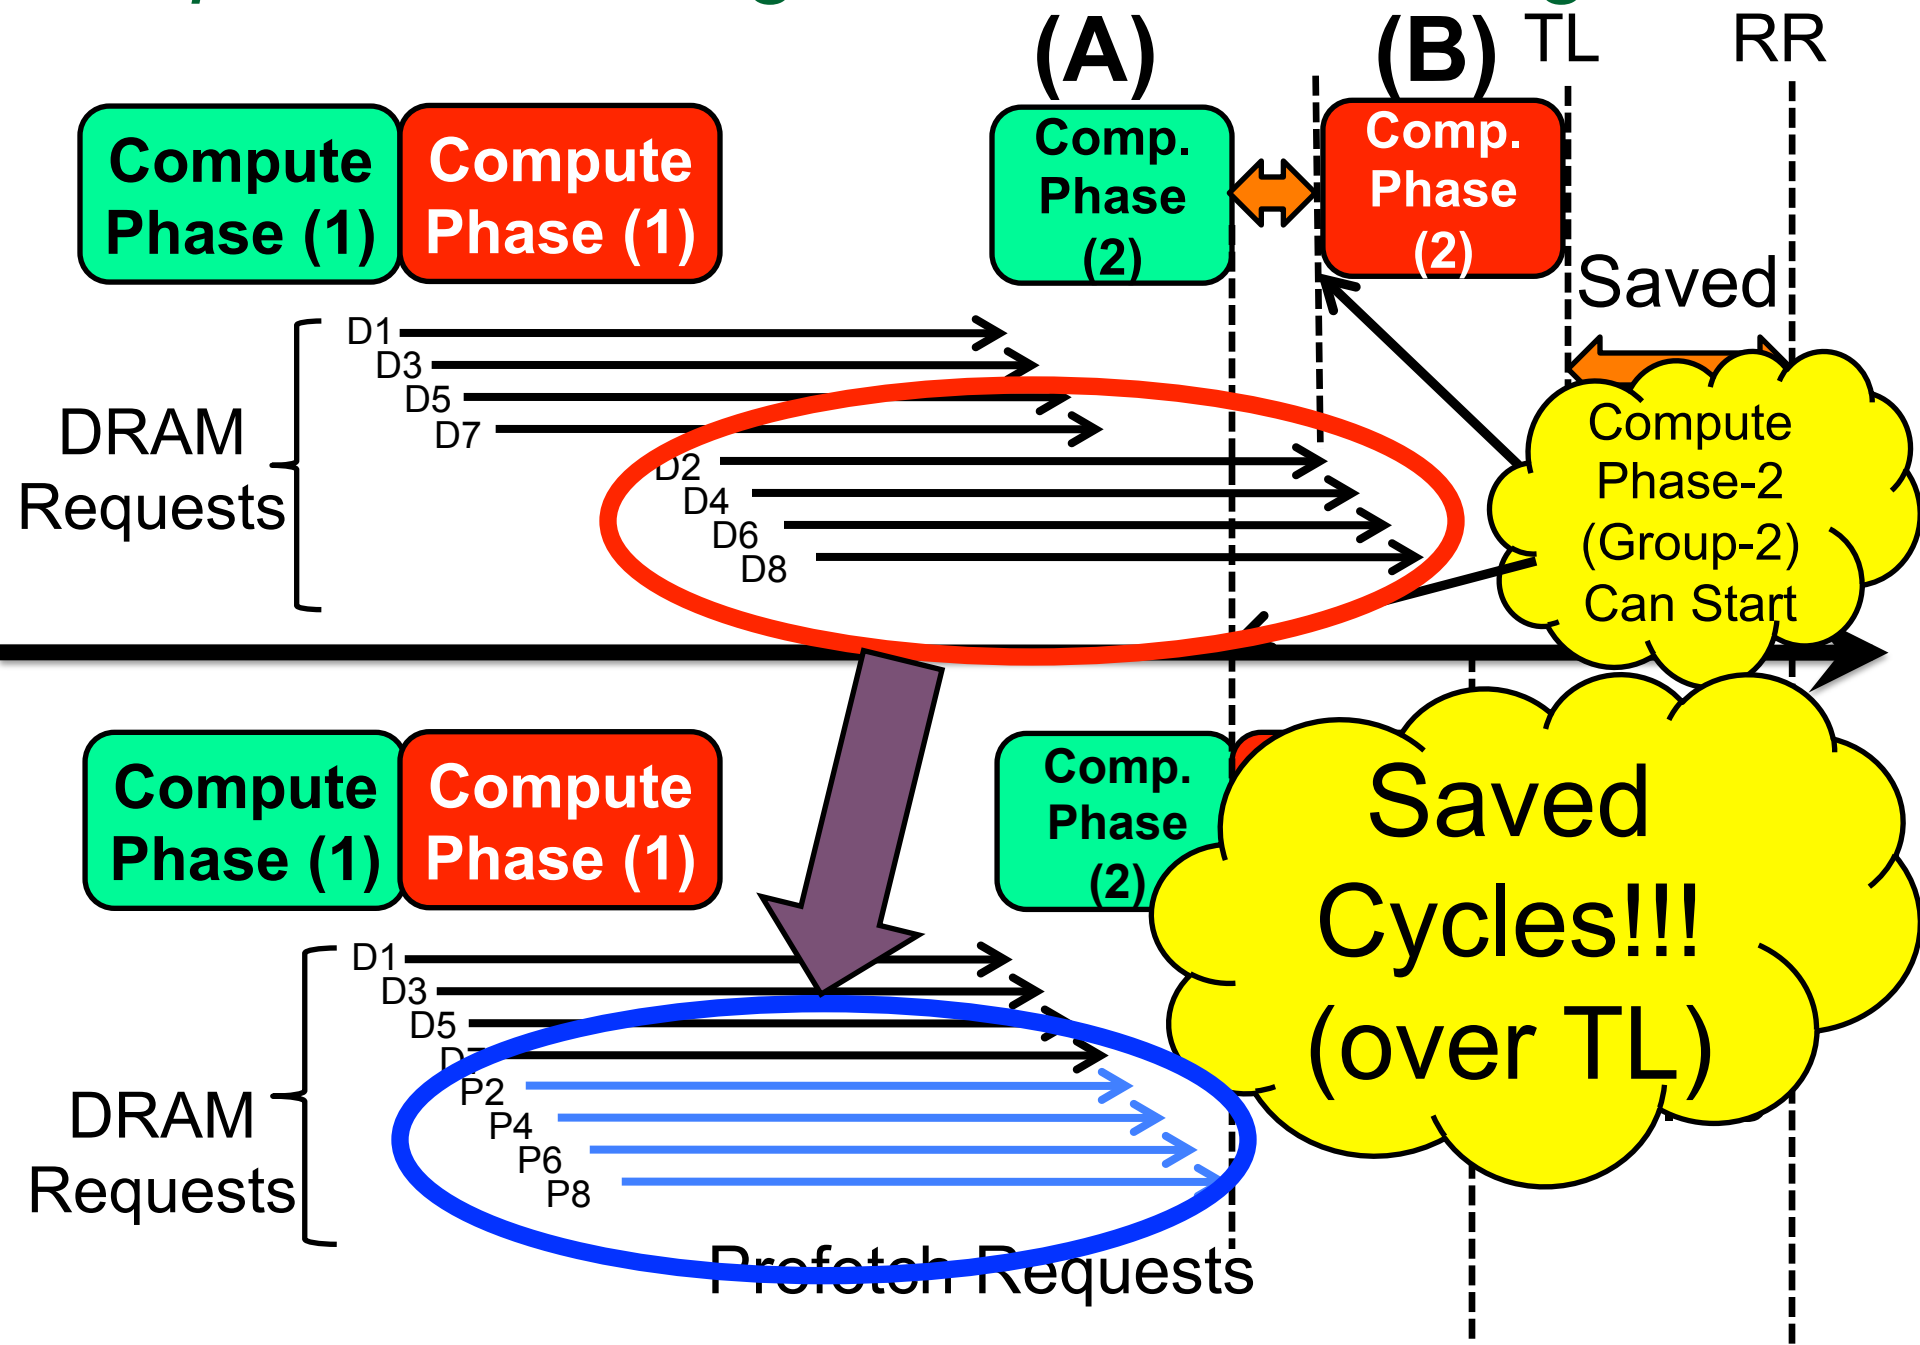 (A)
(B)
TL
RR
Compute
Phase (1)
Compute
Phase (1)
Comp.
Phase
(2)
Comp.
Phase
(2)
Saved
DRAM
Requests
D1
D3
D5
D7
D2
D4
D6
D8
Compute
Phase-2
(Group-2)
Can Start
Compute
Phase (1)
Compute
Phase (1)
Comp.
Phase
(2)
Saved
Cycles!!!
(over TL)
DRAM
Requests
D1
D3
D5
D7
P2
P4
P6
P8
Prefetch Requests